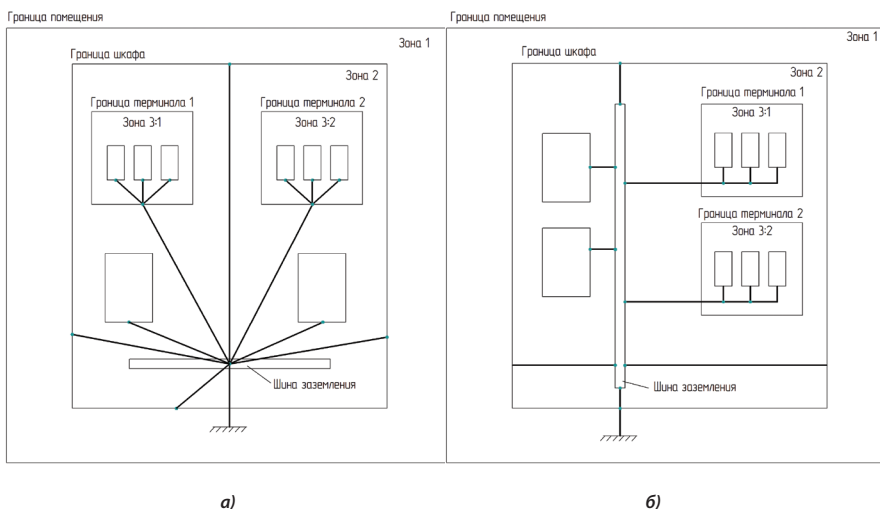 Граница помещения
Зона 1
Граница шкафа
Зона 2
Граница терминала 1
Граница терминала 2
Зона 3:1
Зона 3:2
Шина заземления
а)
Граница помещения
Зона 1
Граница шкафа
Зона 2
Граница терминала 1
Зона 3:1
Граница терминала 2
Зона 3:2
Шина заземления
б)